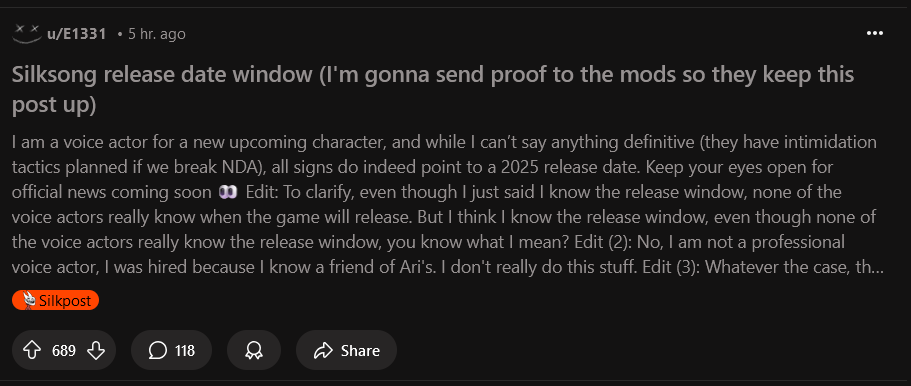 u/E1331 • 5 hr. ago
Silksong release date window (I'm gonna send proof to the mods so they keep this
post up)
I am a voice actor for a new upcoming character, and while I can’t say anything definitive (they have intimidation
tactics planned if we break NDA), all signs do indeed point to a 2025 release date. Keep your eyes open for
official news coming soon 👀 Edit: To clarify, even though I just said I know the release window, none of the
voice actors really know when the game will release. But I think I know the release window, even though none of
the voice actors really know the release window, you know what I mean? Edit (2): No, I am not a professional
voice actor, I was hired because I know a friend of Ari's. I don't really do this stuff. Edit (3): Whatever the case, th...
Silkpost
689 118 Share